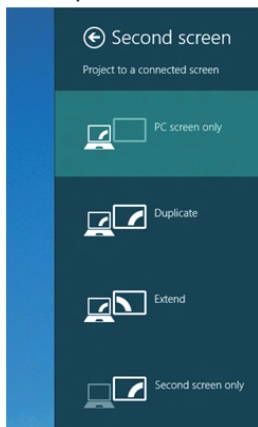 Second screen
Project to a connected screen
PC screen only
Duplicate
Extend
Second screen only